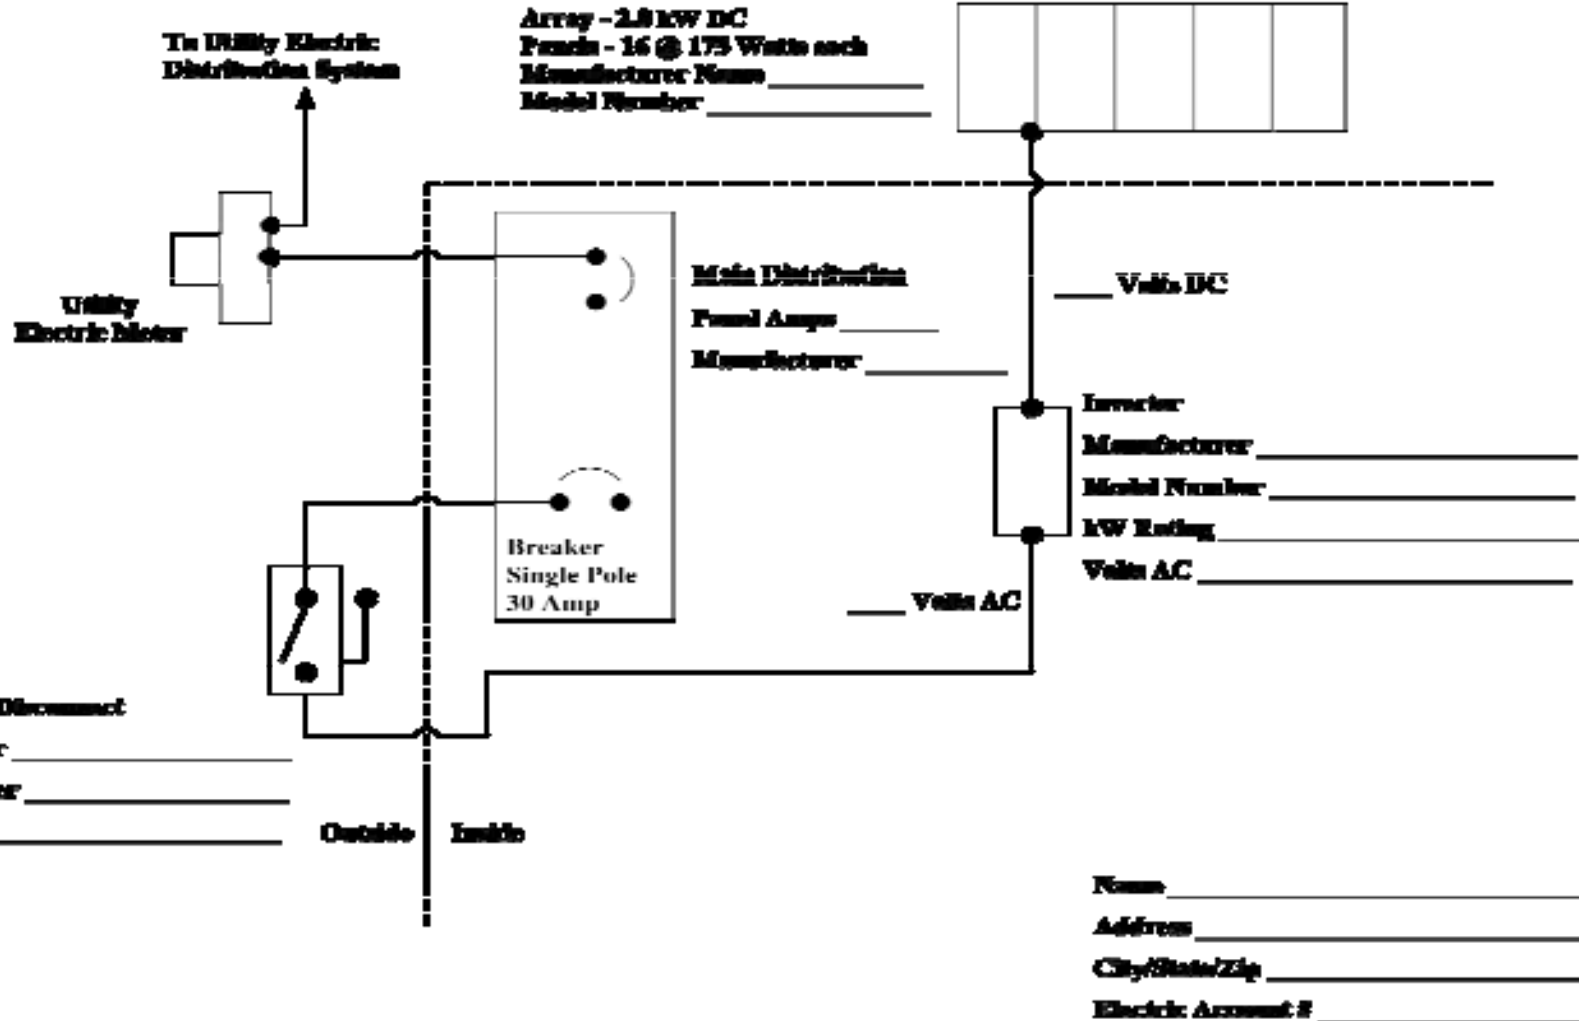 Array - 2.8 kW DC
Panels - 16 @ 175 Watts each
Manufacturer Name
Model Number
To Utility Electric
Distribution System
Utility
Electric Meter
Main Distribution
Panel Amps
Manufacturer
Volts DC
Inverter
Manufacturer
Model Number
kW Rating
Volts AC
Breaker
Single Pole
30 Amp
Volts AC
Disconnect
r
er
Outside Inside
Name
Address
City/State/Zip
Electric Account #